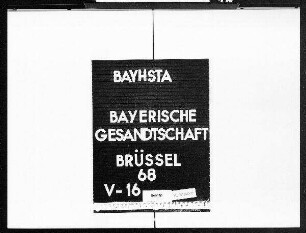 BAYHSTA
BAYERISCHE
GESANDTSCHAFT
BRÜSSEL
68
V-16